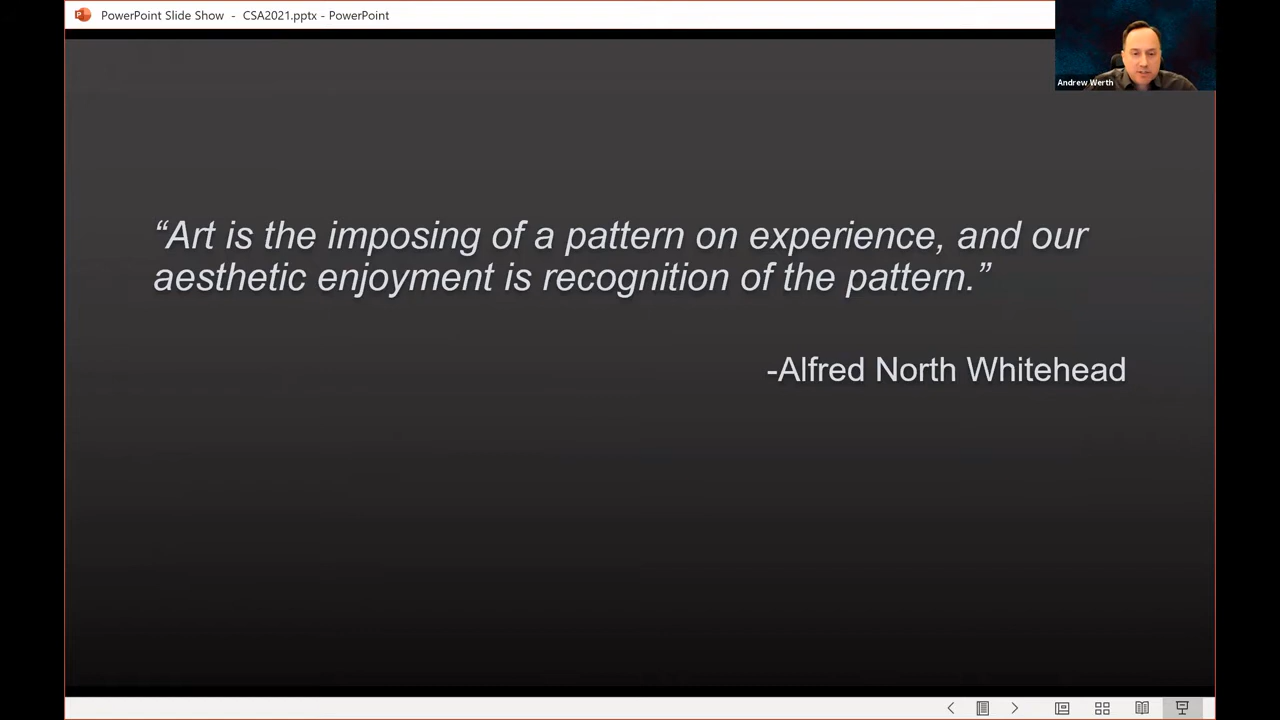 PowerPoint Slide Show - CSA2021.pptx - PowerPoint
Andrew Werth
“Art is the imposing of a pattern on experience, and our
aesthetic enjoyment is recognition of the pattern.”
-Alfred North Whitehead